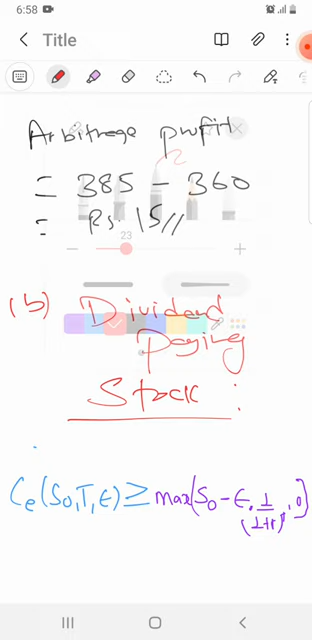 6:58
Title
Arbitrage profit
= 385 - 360
= Rs. 15//
23
(b) Dividend
Paying
Stock :
Ce(S0,T,E) ≥ max[S0 - E. 1/(1+r)^T, 0]